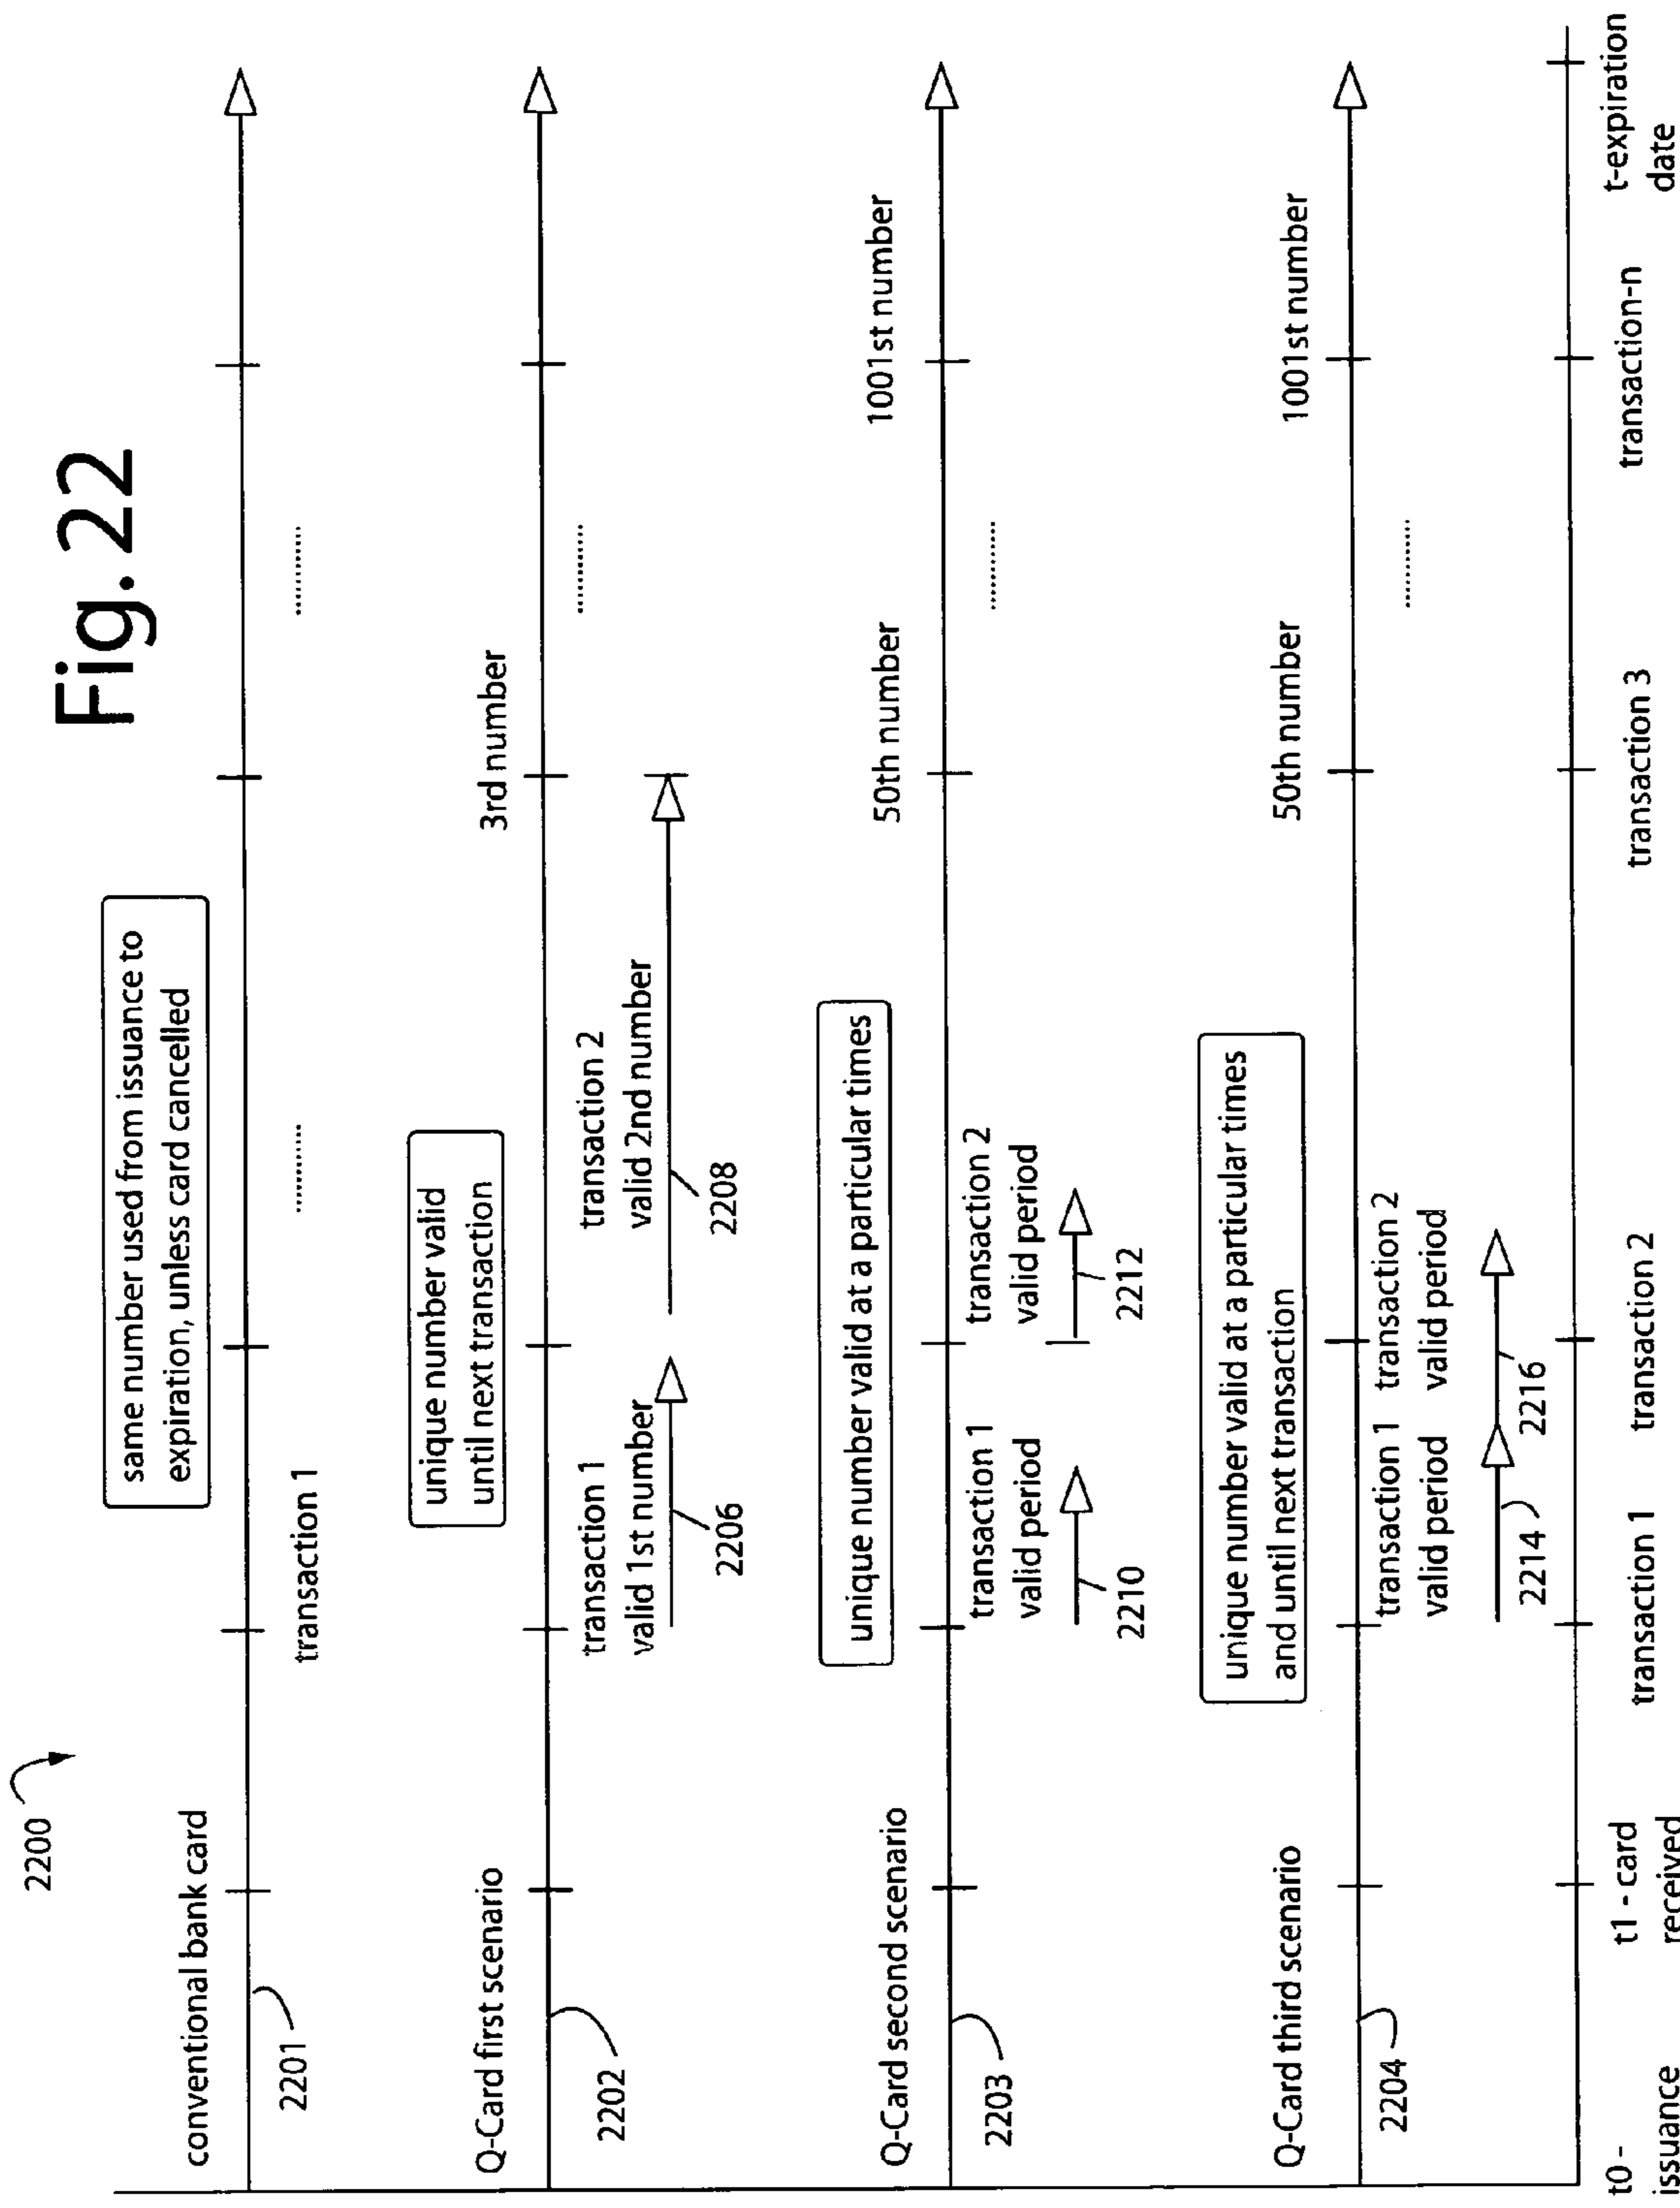 Fig. 22
2200
conventional bank card
same number used from issuance to
expiration, unless card cancelled
2201
transaction 1
............
............
Q-Card first scenario
unique number valid
until next transaction
3rd number
2202
transaction 1
valid 1st number
2206
transaction 2
valid 2nd number
2208
............
Q-Card second scenario
unique number valid at a particular times
50th number
1001st number
2203
transaction 1
valid period
2210
transaction 2
valid period
2212
............
Q-Card third scenario
unique number valid at a particular times
and until next transaction
50th number
1001st number
2204
transaction 1
valid period
2214
transaction 2
valid period
2216
............
t0 -
issuance
t1 - card
received
transaction 1
transaction 2
transaction 3
transaction-n
t-expiration
date